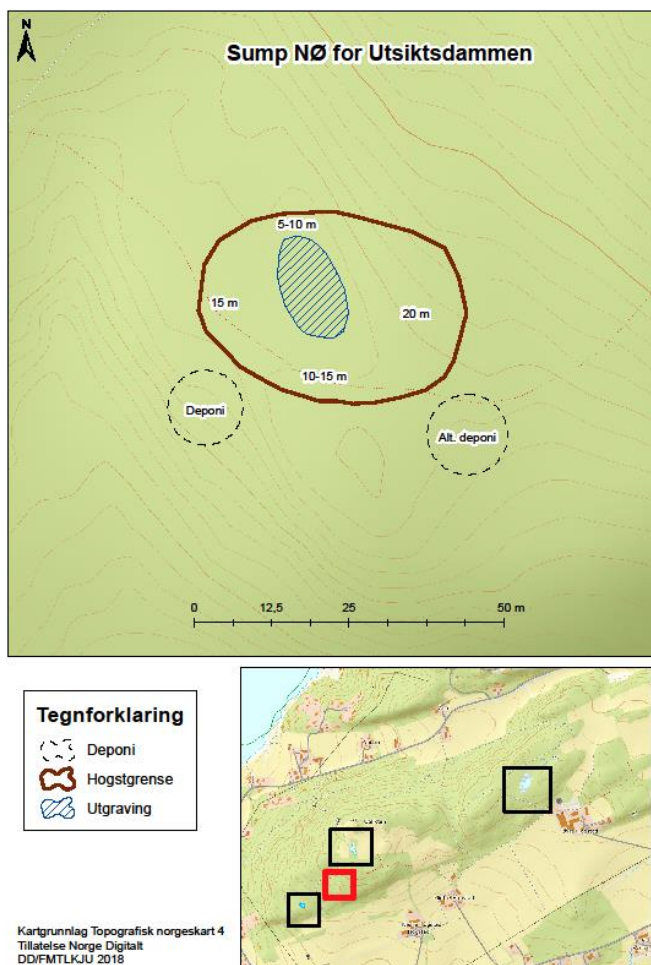 N
Sump NØ for Utsiktsdammen
5-10 m
15 m
20 m
10-15 m
Deponi
Alt. deponi
0
12,5
25
50 m
Tegnforklaring
Deponi
Hogstgrense
Utgraving
Kartgrunnlag Topografisk norgeskart 4
Tillatelse Norge Digitalt
DD/FMTLKJU 2018